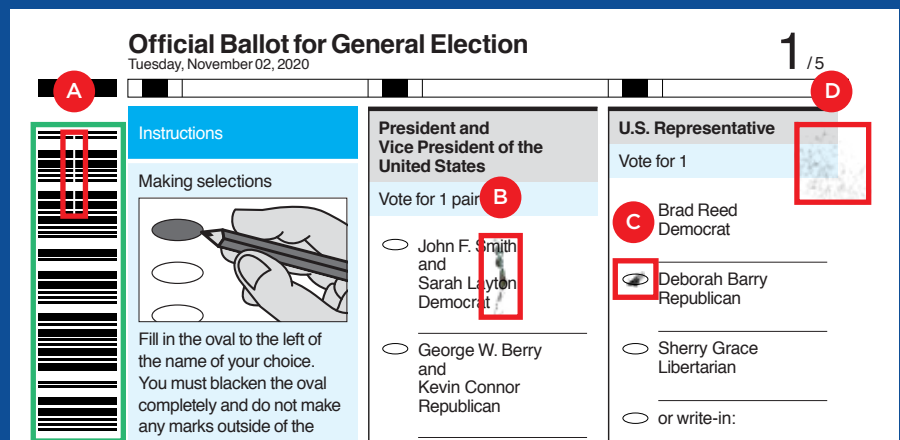 Official Ballot for General Election
Tuesday, November 02, 2020
1 / 5
A
D
Instructions
Making selections
Fill in the oval to the left of
the name of your choice.
You must blacken the oval
completely and do not make
any marks outside of the
President and
Vice President of the
United States
Vote for 1 pair
B
John F. Smith
and
Sarah Layton
Democrat
George W. Berry
and
Kevin Connor
Republican
U.S. Representative
Vote for 1
C
Brad Reed
Democrat
Deborah Barry
Republican
Sherry Grace
Libertarian
or write-in: